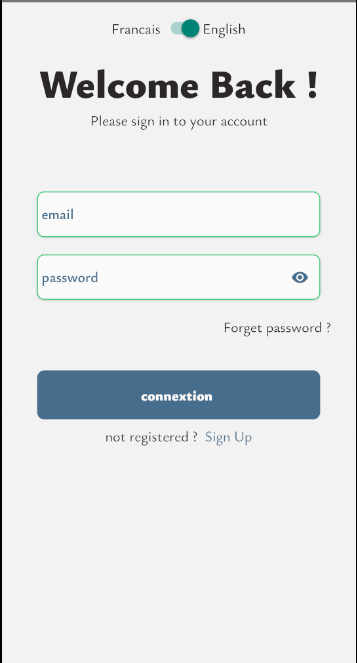 Francais English
Welcome Back !
Please sign in to your account
email
password
Forget password ?
connextion
not registered ? Sign Up